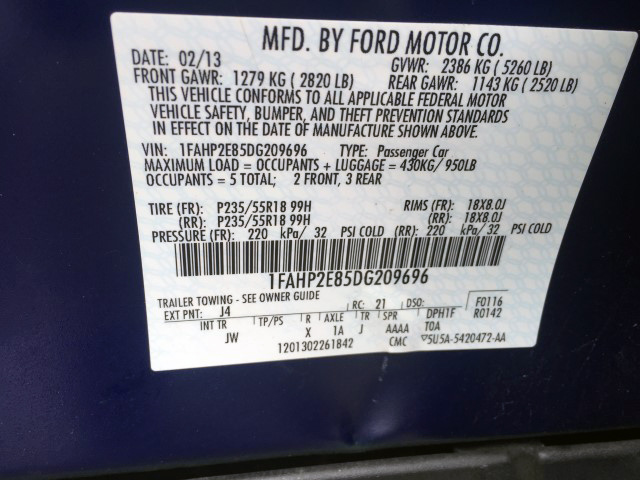 MFD. BY FORD MOTOR CO.
DATE: 02/13 GVWR: 2386 KG ( 5260 LB)
FRONT GAWR: 1279 KG ( 2820 LB) REAR GAWR: 1143 KG ( 2520 LB)
THIS VEHICLE CONFORMS TO ALL APPLICABLE FEDERAL MOTOR
VEHICLE SAFETY, BUMPER, AND THEFT PREVENTION STANDARDS
IN EFFECT ON THE DATE OF MANUFACTURE SHOWN ABOVE.
VIN: 1FAHP2E85DG209696 TYPE: Passenger Car
MAXIMUM LOAD = OCCUPANTS + LUGGAGE = 430KG/ 950LB
OCCUPANTS = 5 TOTAL; 2 FRONT, 3 REAR
TIRE (FR): P235/55R18 99H RIMS (FR): 18X8.0J
(RR): P235/55R18 99H (RR): 18X8.0J
PRESSURE (FR): 220 kPa/ 32 PSI COLD (RR): 220 kPa/ 32 PSI COLD
1FAHP2E85DG209696
TRAILER TOWING - SEE OWNER GUIDE
EXT PNT: J4 RC: 21 DSO: F0116
R0142
INT TR TP/PS R AXLE TR SPR DPH1F T0A
JW X 1A J AAAA
1201302261842 CMC ▽5U5A-5420472-AA